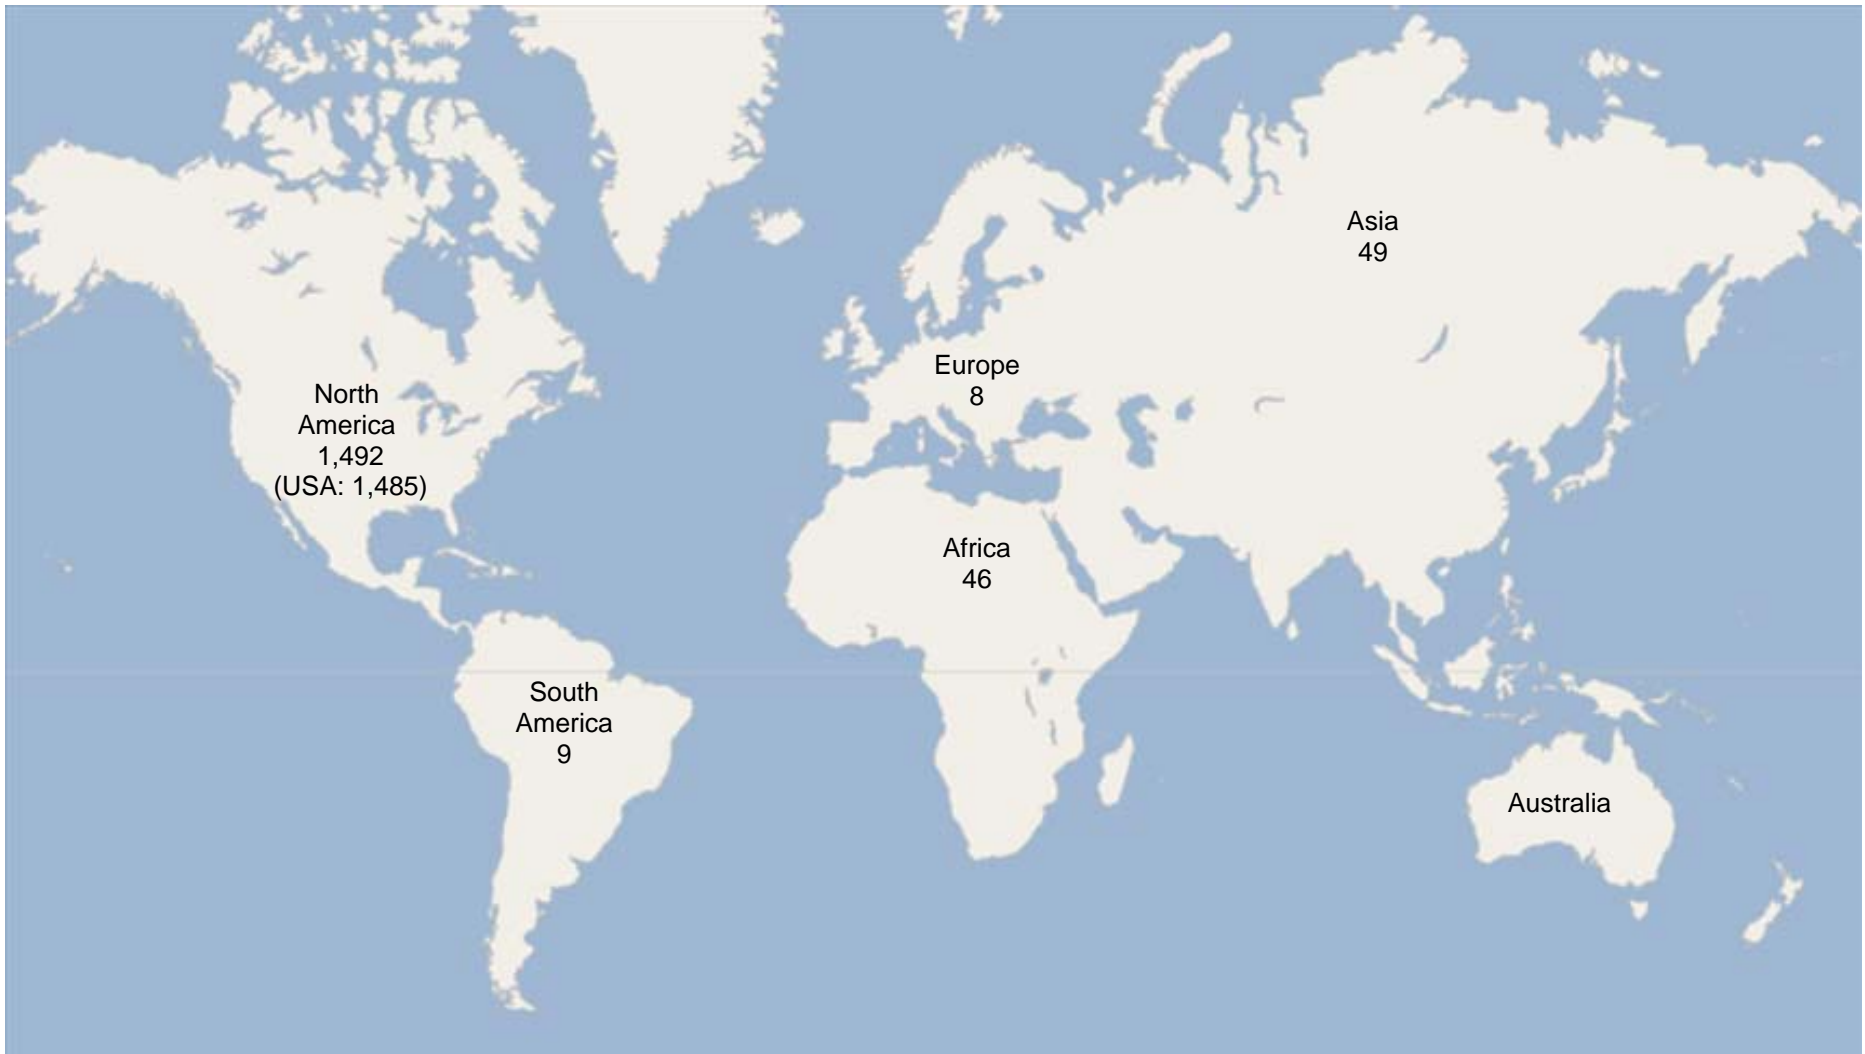 Asia
49
Europe
8
North
America
1,492
(USA: 1,485)
Africa
46
South
America
9
Australia